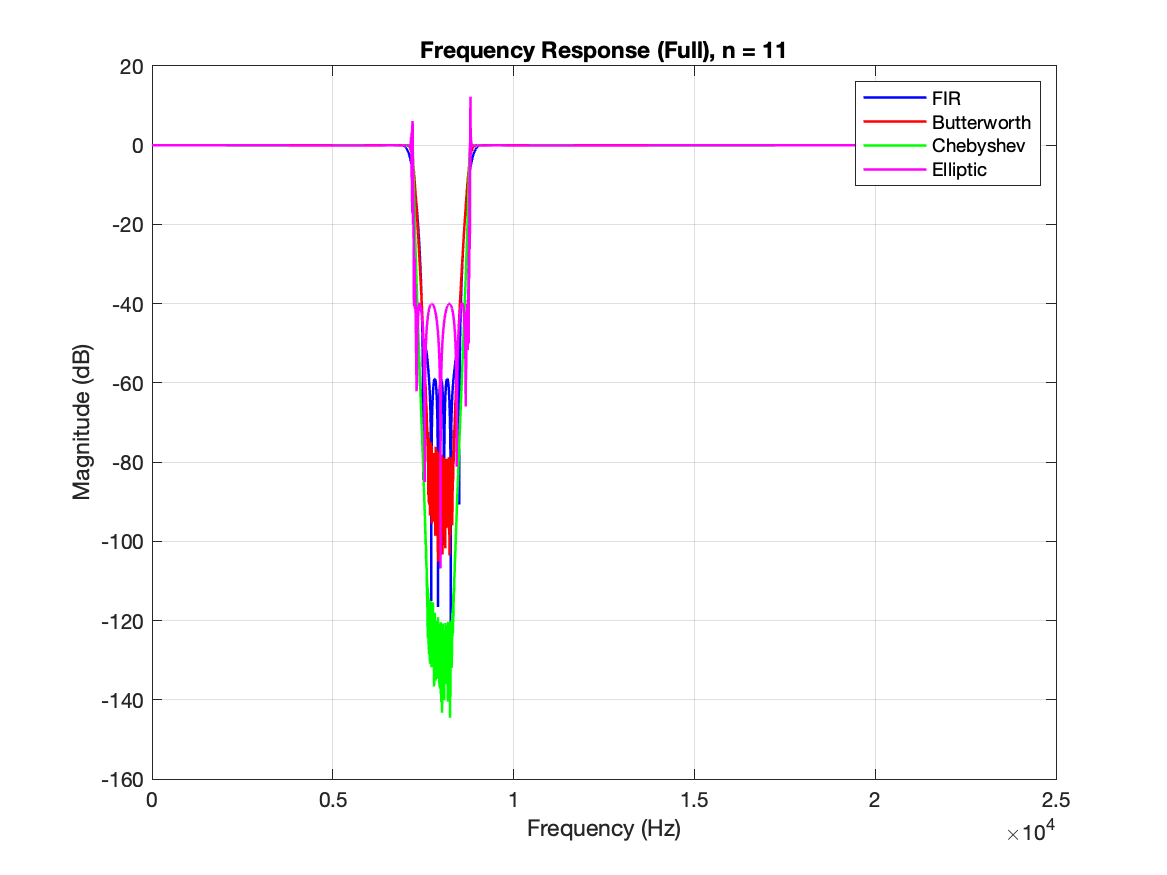 Frequency Response (Full), n = 11
20
0
-20
-40
-60
-80
-100
-120
-140
-160
Magnitude (dB)
FIR
Butterworth
Chebyshev
Elliptic
0
0.5
1
1.5
2
2.5
Frequency (Hz)
×10^4